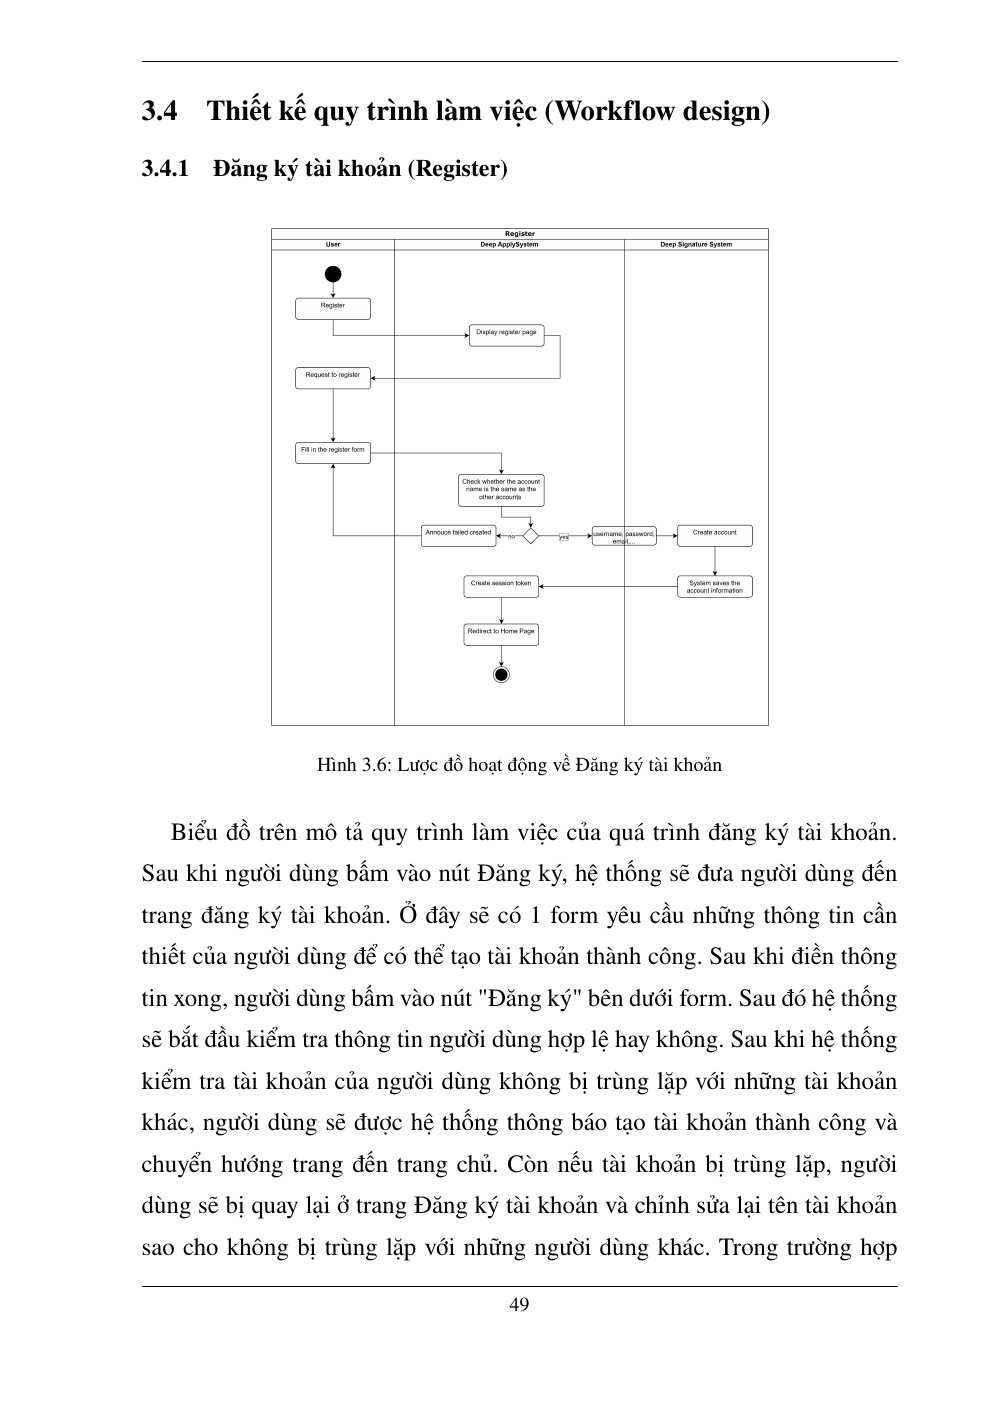 3.4 Thiết kế quy trình làm việc (Workflow design)
3.4.1 Đăng ký tài khoản (Register)
Register
User
Deep ApplySystem
Deep Signature System
Register
Display register page
Request to register
Fill in the register form
Check whether the account
name is the same as the
other accounts
Annouce failed created
no
yes
username, password,
email,...
Create account
Create session token
System saves the
account information
Redirect to Home Page
Hình 3.6: Lược đồ hoạt động về Đăng ký tài khoản
Biểu đồ trên mô tả quy trình làm việc của quá trình đăng ký tài khoản.
Sau khi người dùng bấm vào nút Đăng ký, hệ thống sẽ đưa người dùng đến
trang đăng ký tài khoản. Ở đây sẽ có 1 form yêu cầu những thông tin cần
thiết của người dùng để có thể tạo tài khoản thành công. Sau khi điền thông
tin xong, người dùng bấm vào nút "Đăng ký" bên dưới form. Sau đó hệ thống
sẽ bắt đầu kiểm tra thông tin người dùng hợp lệ hay không. Sau khi hệ thống
kiểm tra tài khoản của người dùng không bị trùng lặp với những tài khoản
khác, người dùng sẽ được hệ thống thông báo tạo tài khoản thành công và
chuyển hướng trang đến trang chủ. Còn nếu tài khoản bị trùng lặp, người
dùng sẽ bị quay lại ở trang Đăng ký tài khoản và chỉnh sửa lại tên tài khoản
sao cho không bị trùng lặp với những người dùng khác. Trong trường hợp
49